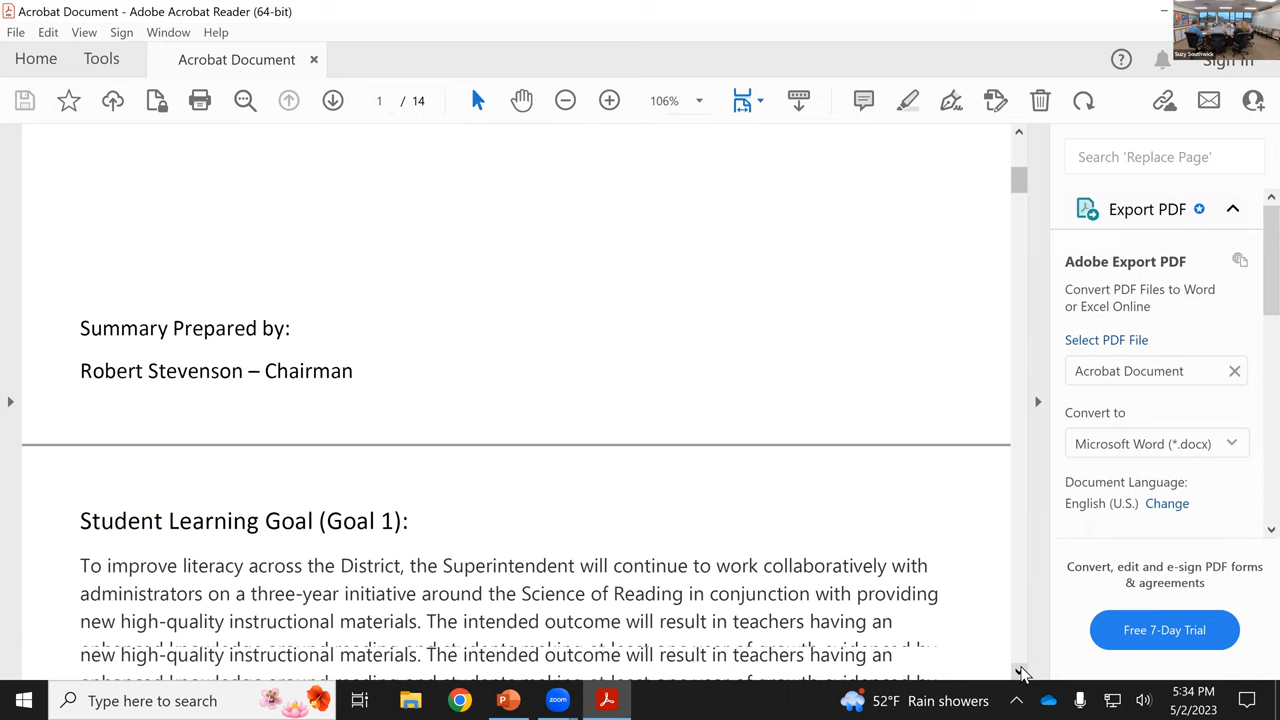 Acrobat Document - Adobe Acrobat Reader (64-bit)
File Edit View Sign Window Help
Home Tools Acrobat Document
Sign In
Suzy Southwick
1 / 14
106%
Summary Prepared by:
Robert Stevenson – Chairman
Student Learning Goal (Goal 1):
To improve literacy across the District, the Superintendent will continue to work collaboratively with
administrators on a three-year initiative around the Science of Reading in conjunction with providing
new high-quality instructional materials. The intended outcome will result in teachers having an
new high-quality instructional materials. The intended outcome will result in teachers having an
Search 'Replace Page'
Export PDF
Adobe Export PDF
Convert PDF Files to Word
or Excel Online
Select PDF File
Acrobat Document
Convert to
Microsoft Word (*.docx)
Document Language:
English (U.S.) Change
Convert, edit and e-sign PDF forms
& agreements
Free 7-Day Trial
Type here to search
zoom
52°F Rain showers
5:34 PM
5/2/2023